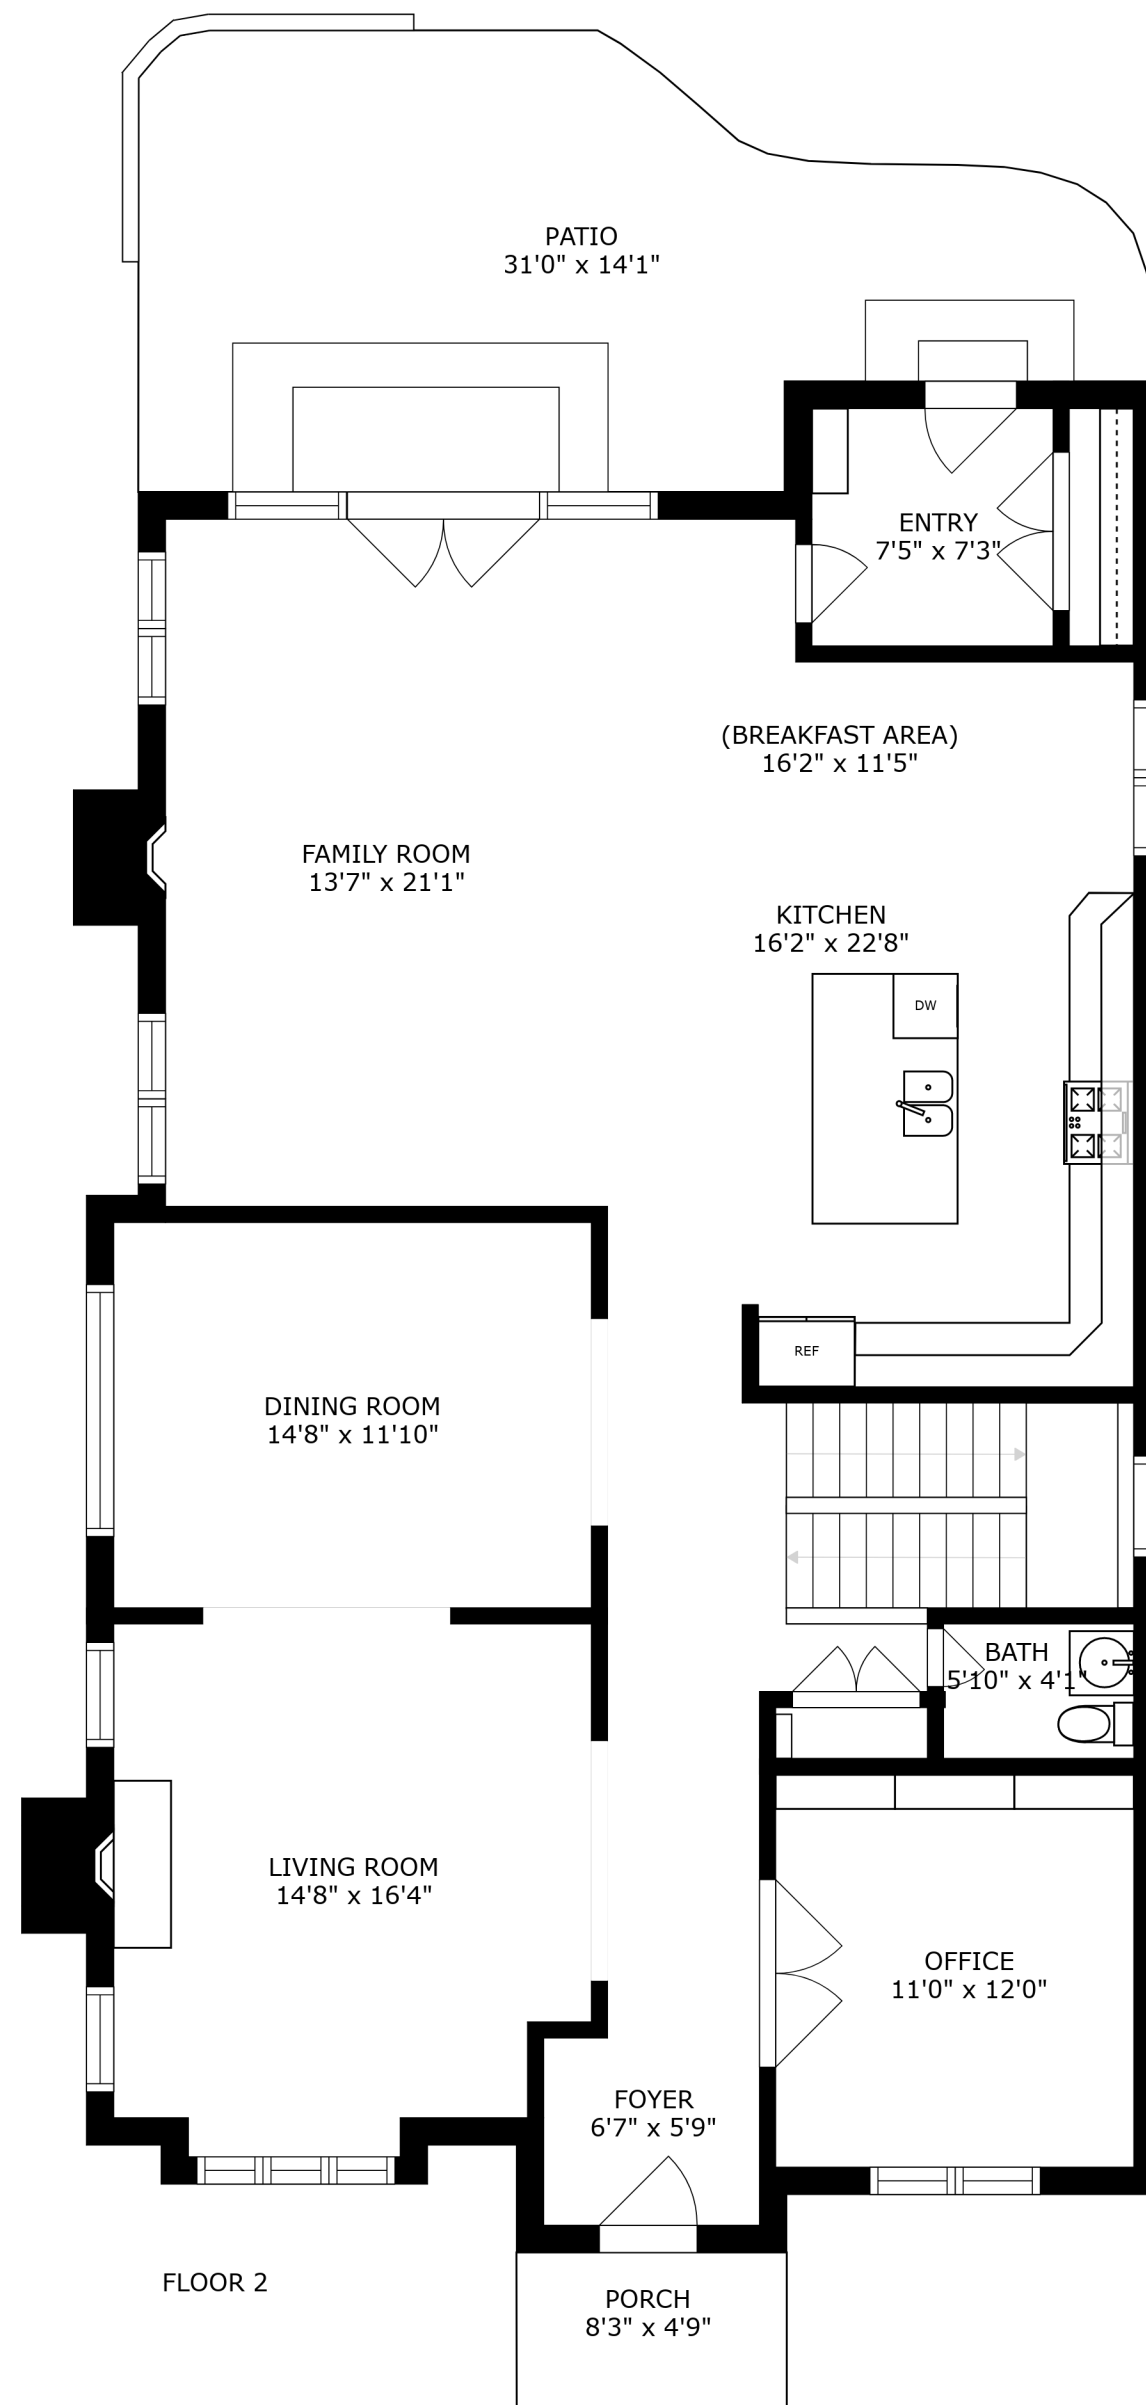 PATIO
31'0" x 14'1"
ENTRY
7'5" x 7'3"
(BREAKFAST AREA)
16'2" x 11'5"
FAMILY ROOM
13'7" x 21'1"
KITCHEN
16'2" x 22'8"
DW
REF
DINING ROOM
14'8" x 11'10"
BATH
5'10" x 4'1"
LIVING ROOM
14'8" x 16'4"
OFFICE
11'0" x 12'0"
FOYER
6'7" x 5'9"
FLOOR 2
PORCH
8'3" x 4'9"